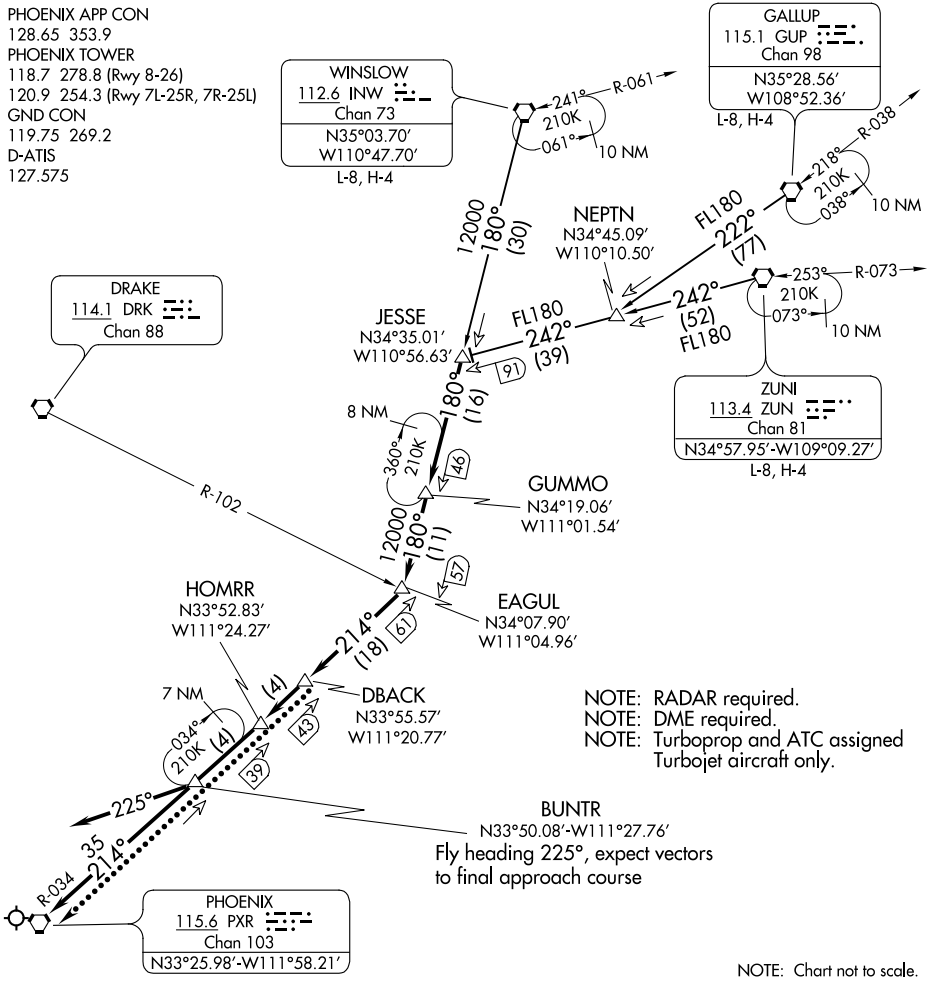 PHOENIX APP CON
128.65 353.9
PHOENIX TOWER
118.7 278.8 (Rwy 8-26)
120.9 254.3 (Rwy 7L-25R, 7R-25L)
GND CON
119.75 269.2
D-ATIS
127.575
WINSLOW
112.6 INW
Chan 73
N35°03.70'
W110°47.70'
L-8, H-4
241°
R-061
210K
061°
10 NM
GALLUP
115.1 GUP
Chan 98
N35°28.56'
W108°52.36'
L-8, H-4
R-038
218°
210K
038°
10 NM
12000
180°
(30)
NEPTN
N34°45.09'
W110°10.50'
FL180
222°
(77)
253°
R-073
210K
073°
10 NM
242°
(52)
FL180
DRAKE
114.1 DRK
Chan 88
JESSE
N34°35.01'
W110°56.63'
FL180
242°
(39)
91
ZUNI
113.4 ZUN
Chan 81
N34°57.95'-W109°09.27'
L-8, H-4
180°
(16)
8 NM
360°
210K
46
GUMMO
N34°19.06'
W111°01.54'
R-102
12000
180°
(11)
57
EAGUL
N34°07.90'
W111°04.96'
HOMRR
N33°52.83'
W111°24.27'
61
214°
(18)
(4)
DBACK
N33°55.57'
W111°20.77'
43
7 NM
034°
210K
(4)
39
NOTE: RADAR required.
NOTE: DME required.
NOTE: Turboprop and ATC assigned
Turbojet aircraft only.
225°
BUNTR
N33°50.08'-W111°27.76'
Fly heading 225°, expect vectors
to final approach course
35
214°
R-034
PHOENIX
115.6 PXR
Chan 103
N33°25.98'-W111°58.21'
NOTE: Chart not to scale.